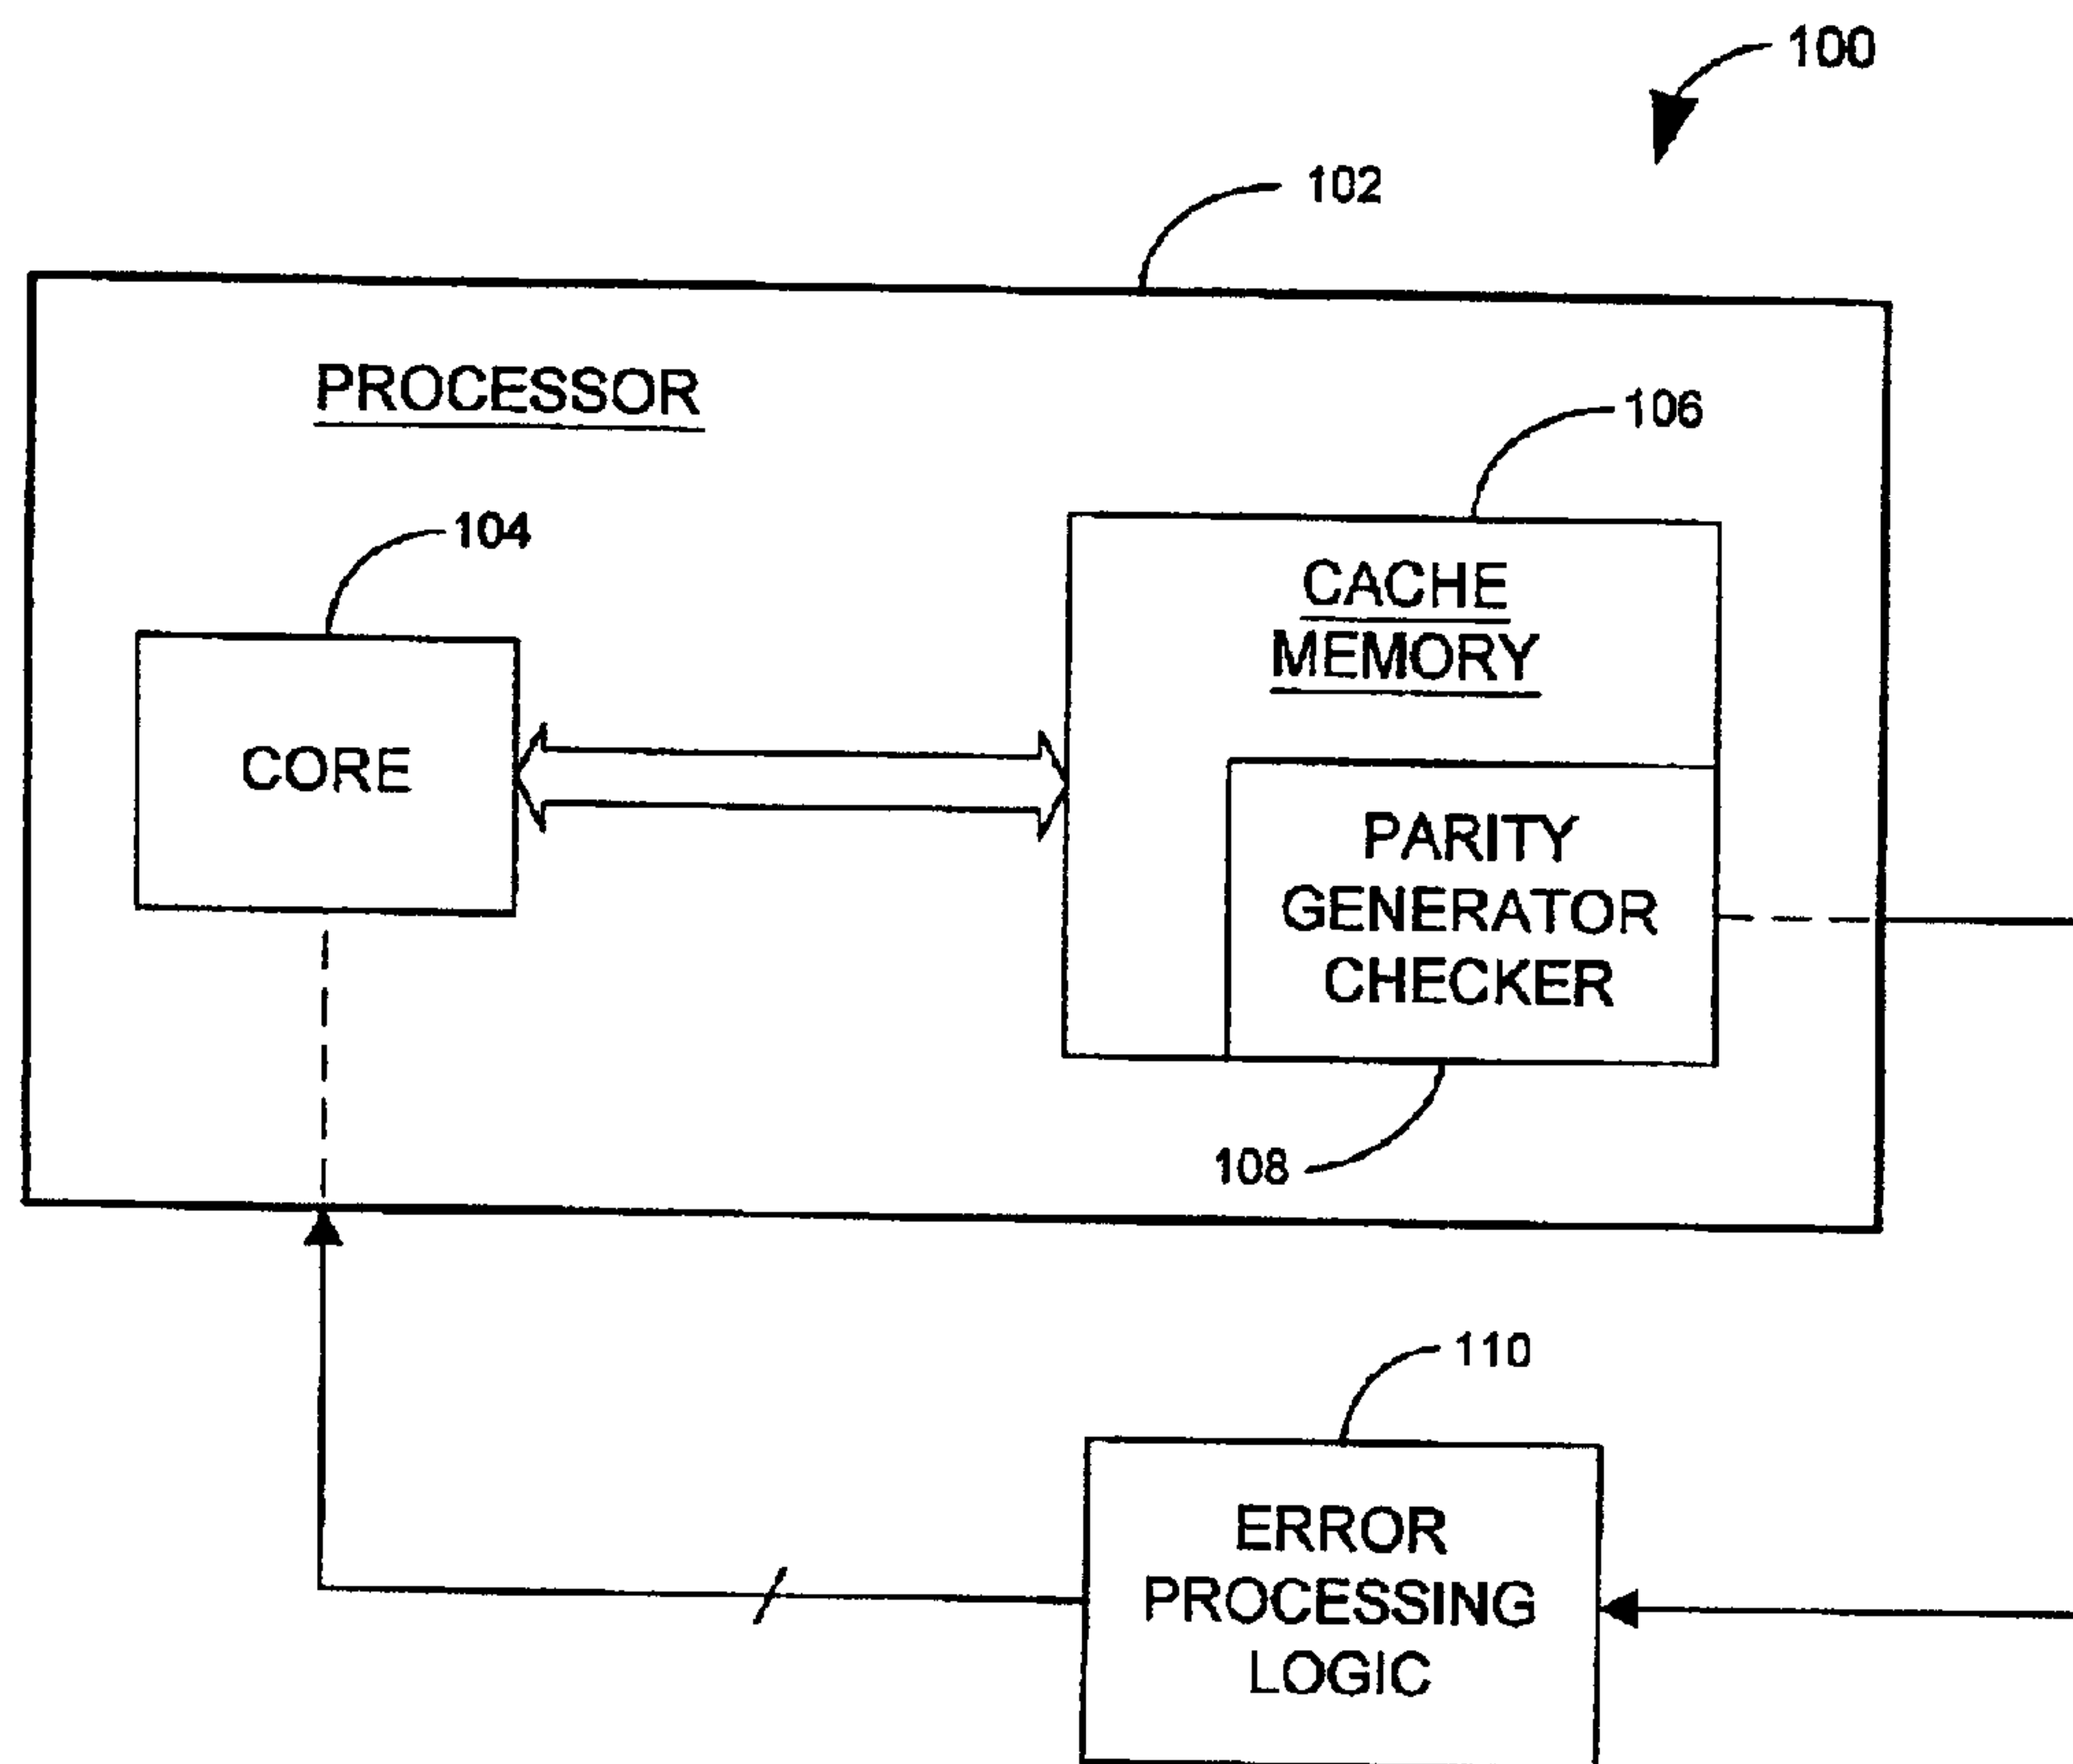 100
102
PROCESSOR
106
104
CACHE
MEMORY
CORE
PARITY
GENERATOR
CHECKER
108
110
ERROR
PROCESSING
LOGIC